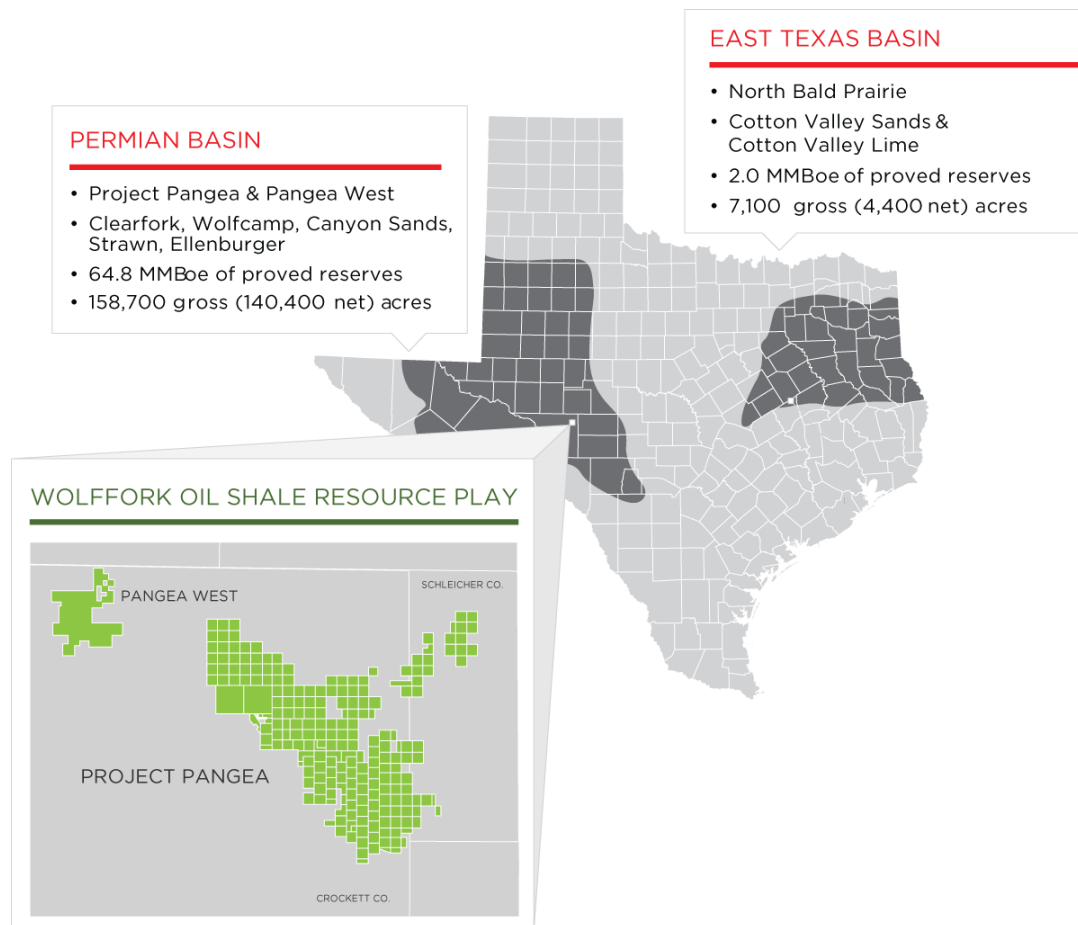 EAST TEXAS BASIN
• North Bald Prairie
• Cotton Valley Sands &
Cotton Valley Lime
• 2.0 MMBoe of proved reserves
• 7,100 gross (4,400 net) acres
PERMIAN BASIN
• Project Pangea & Pangea West
• Clearfork, Wolfcamp, Canyon Sands,
Strawn, Ellenburger
• 64.8 MMBoe of proved reserves
• 158,700 gross (140,400 net) acres
WOLFFORK OIL SHALE RESOURCE PLAY
SCHLEICHER CO.
PANGEA WEST
PROJECT PANGEA
CROCKETT CO.